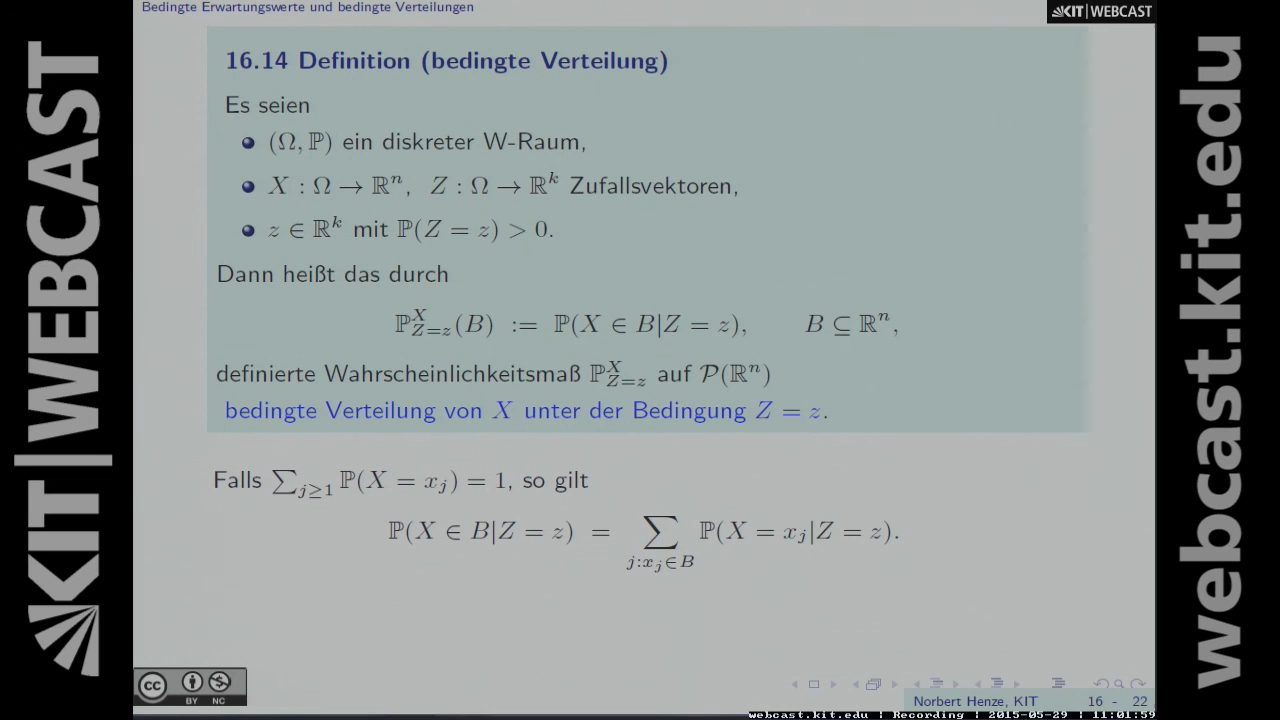 Bedingte Erwartungswerte und bedingte Verteilungen
KIT|WEBCAST
16.14 Definition (bedingte Verteilung)
Es seien
(Ω, ℙ) ein diskreter W-Raum,
X : Ω → ℝⁿ, Z : Ω → ℝᵏ Zufallsvektoren,
z ∈ ℝᵏ mit ℙ(Z = z) > 0.
Dann heißt das durch
ℙ^X_{Z=z}(B) := ℙ(X ∈ B|Z = z), B ⊆ ℝⁿ,
definierte Wahrscheinlichkeitsmaß ℙ^X_{Z=z} auf 𝒫(ℝⁿ)
bedingte Verteilung von X unter der Bedingung Z = z.
Falls ∑_{j≥1} ℙ(X = x_j) = 1, so gilt
ℙ(X ∈ B|Z = z) = ∑_{j:x_j∈B} ℙ(X = x_j|Z = z).
KIT|WEBCAST
webcast.kit.edu
cc BY NC
Norbert Henze, KIT 16 - 22
webcast.kit.edu | Recording | 2015-05-29 | 11:01:59